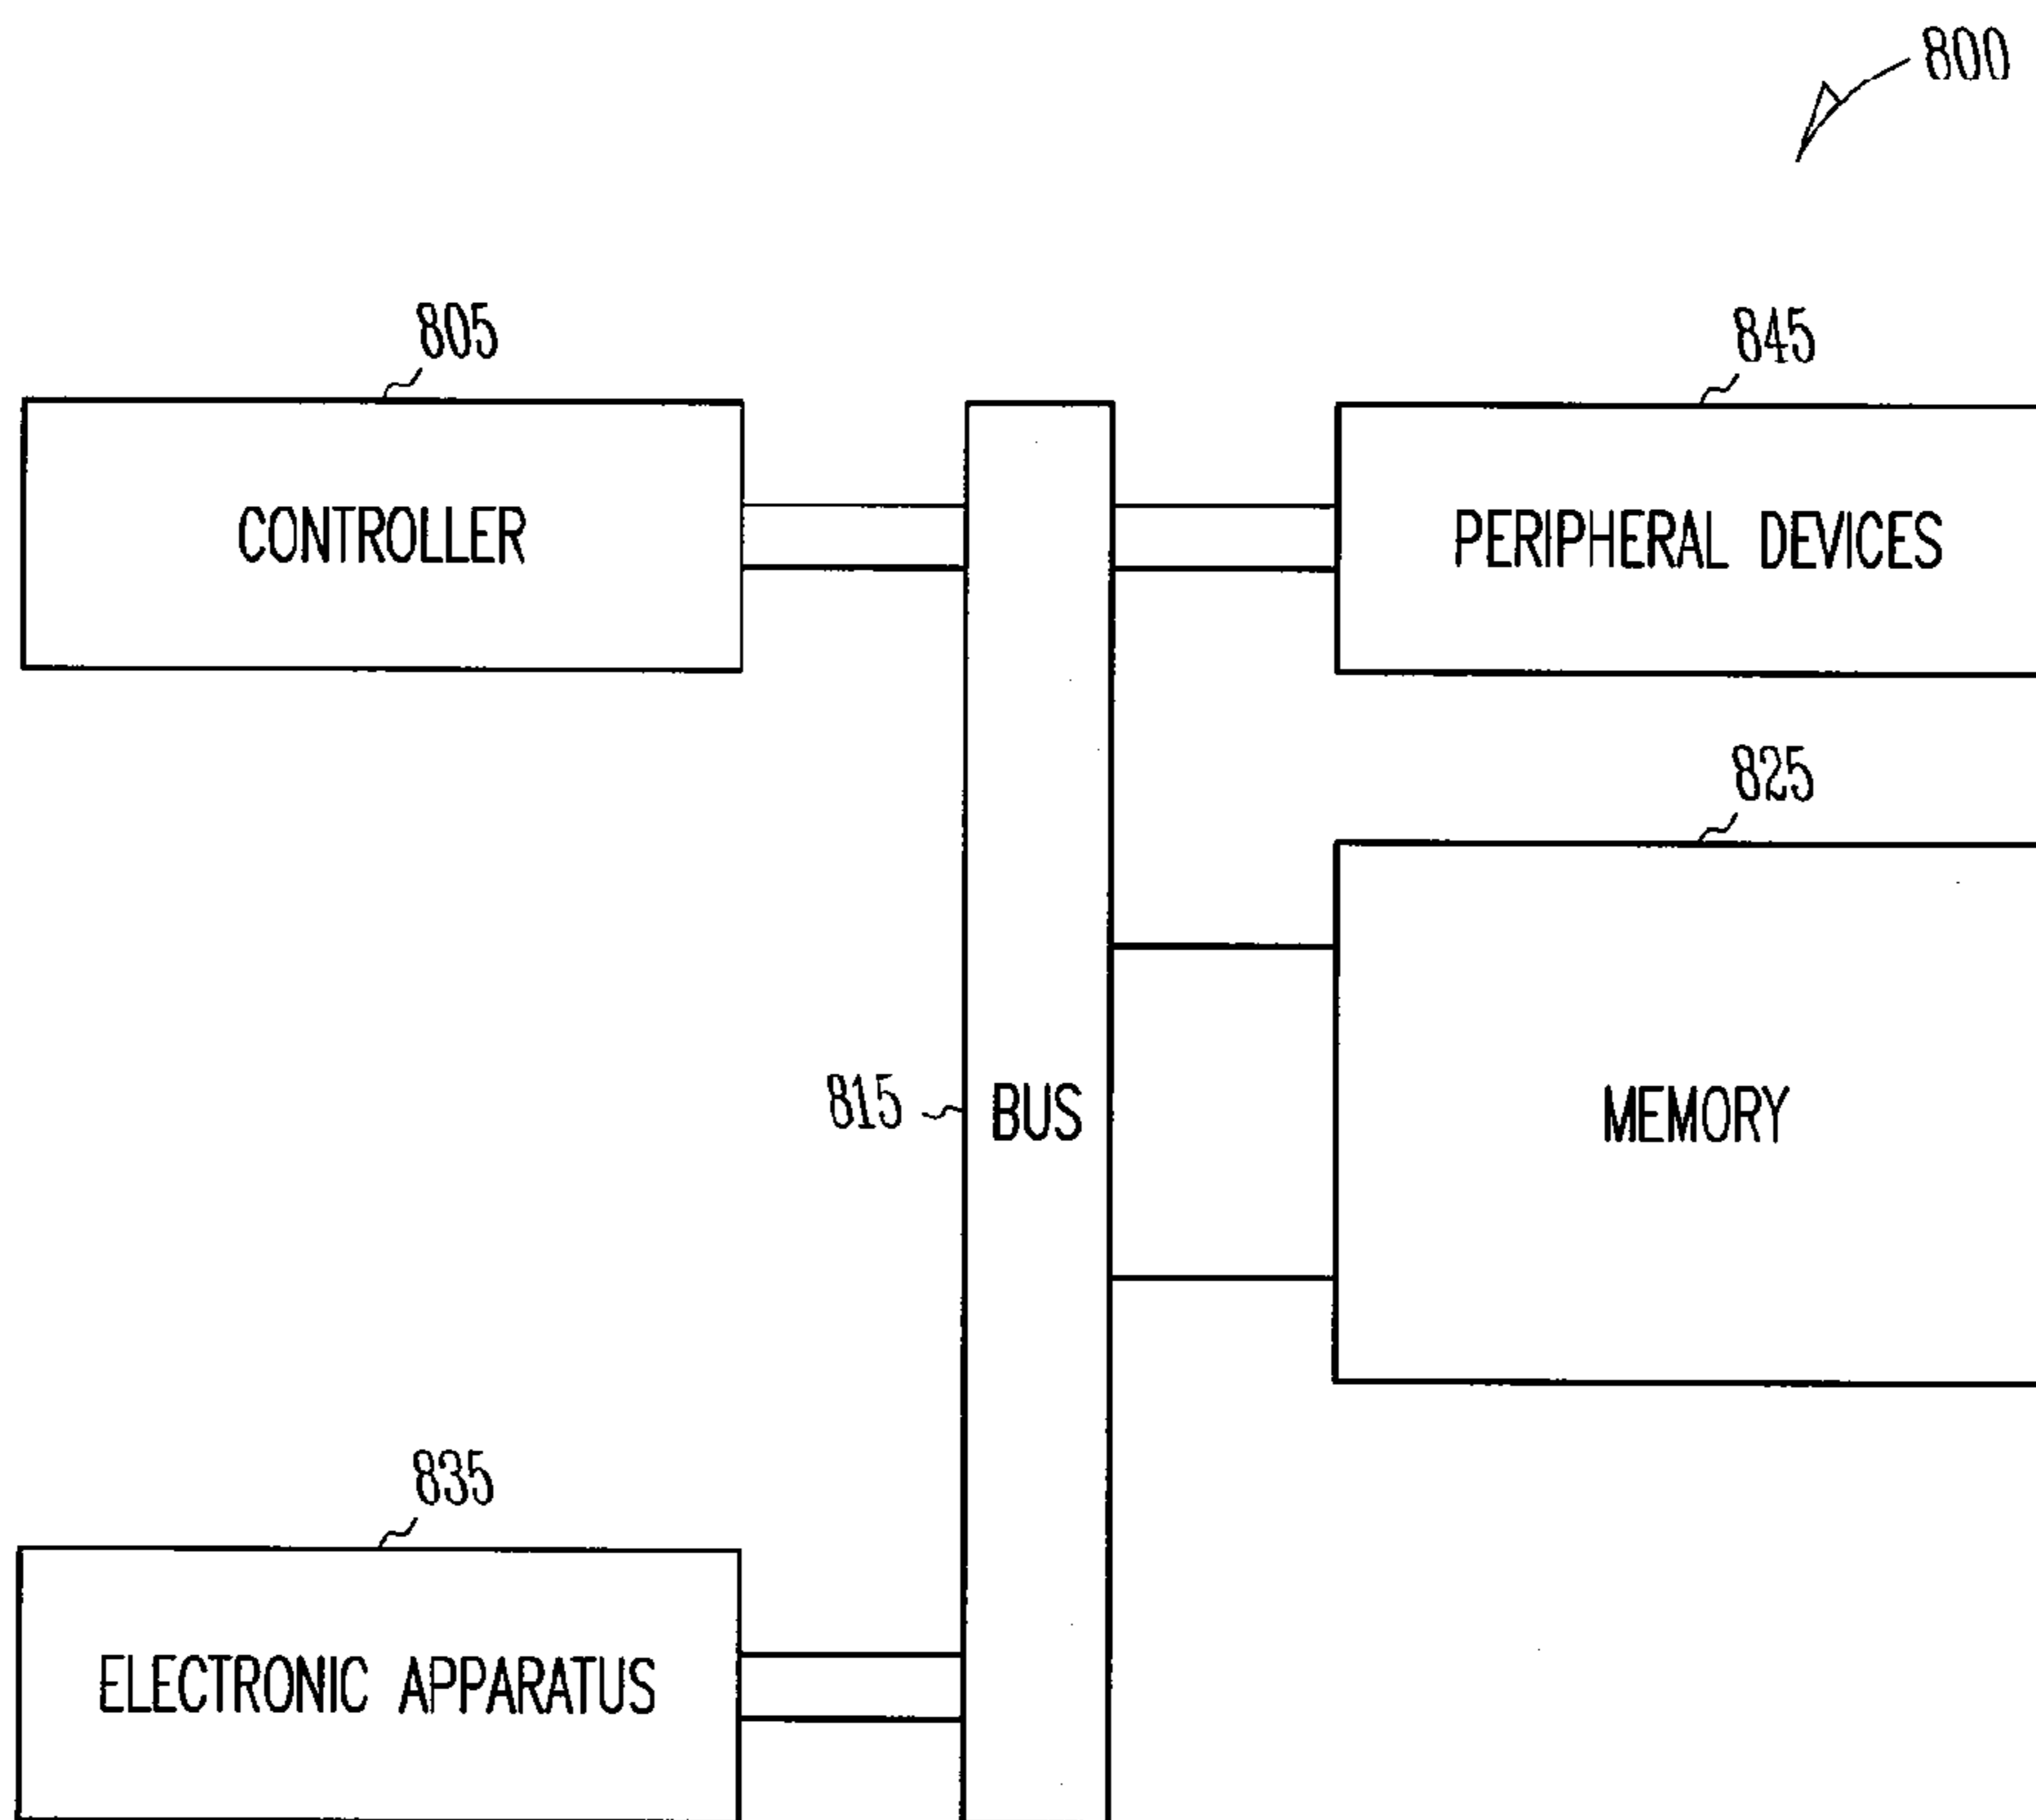 800
805
845
CONTROLLER
PERIPHERAL DEVICES
825
815
BUS
MEMORY
835
ELECTRONIC APPARATUS